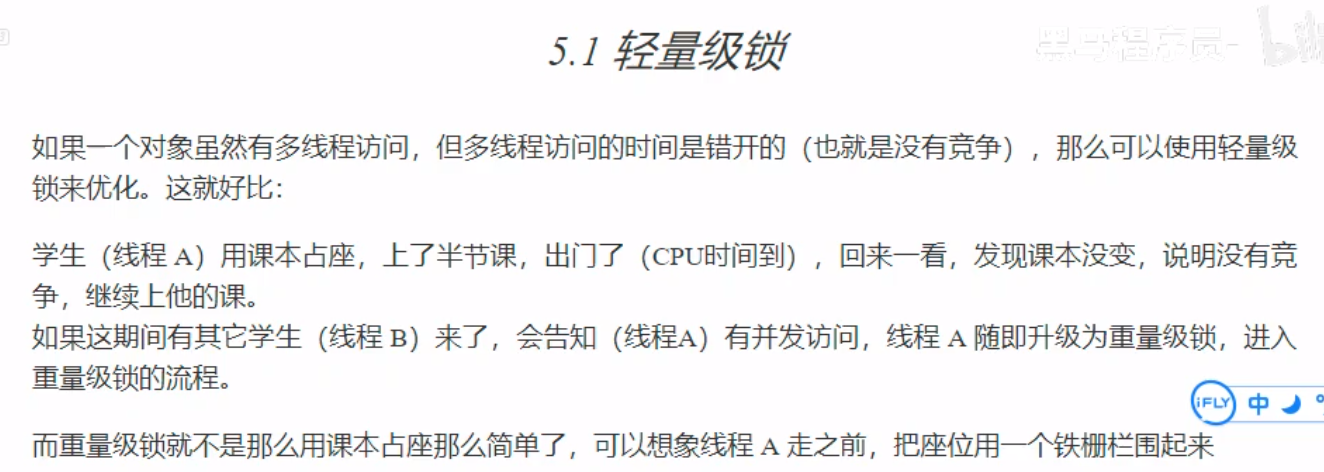 5.1 轻量级锁
黑马程序员-
如果一个对象虽然有多线程访问，但多线程访问的时间是错开的（也就是没有竞争），那么可以使用轻量级
锁来优化。这就好比：
学生（线程 A）用课本占座，上了半节课，出门了（CPU时间到），回来一看，发现课本没变，说明没有竞
争，继续上他的课。
如果这期间有其它学生（线程 B）来了，会告知（线程A）有并发访问，线程 A 随即升级为重量级锁，进入
重量级锁的流程。
iFLY 中
而重量级锁就不是那么用课本占座那么简单了，可以想象线程 A 走之前，把座位用一个铁栅栏围起来